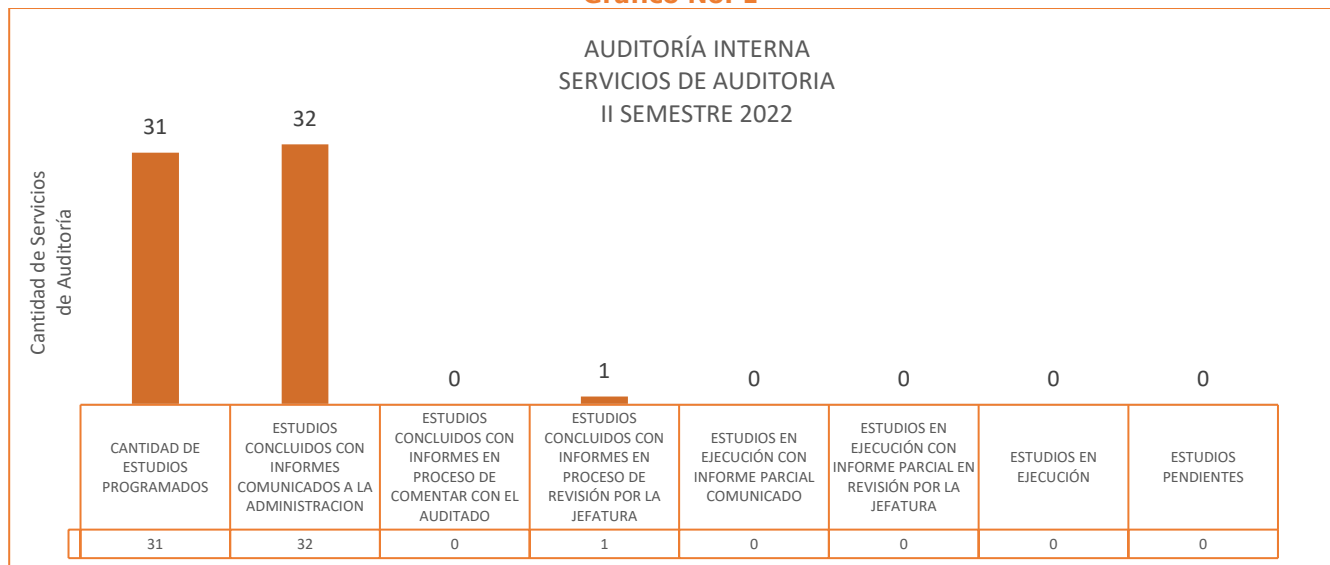 AUDITORÍA INTERNA
SERVICIOS DE AUDITORIA
II SEMESTRE 2022
Cantidad de Servicios
de Auditoría
31
32
0
1
0
0
0
0
CANTIDAD DE
ESTUDIOS
PROGRAMADOS
ESTUDIOS
CONCLUIDOS CON
INFORMES
COMUNICADOS A LA
ADMINISTRACION
ESTUDIOS
CONCLUIDOS CON
INFORMES EN
PROCESO DE
COMENTAR CON EL
AUDITADO
ESTUDIOS
CONCLUIDOS CON
INFORMES EN
PROCESO DE
REVISIÓN POR LA
JEFATURA
ESTUDIOS EN
EJECUCIÓN CON
INFORME PARCIAL
COMUNICADO
ESTUDIOS EN
EJECUCIÓN CON
INFORME PARCIAL EN
REVISIÓN POR LA
JEFATURA
ESTUDIOS EN
EJECUCIÓN
ESTUDIOS
PENDIENTES
31
32
0
1
0
0
0
0